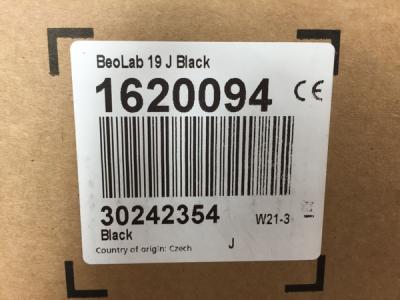 BeoLab 19 J Black
1620094 CE
30242354 W21-3
Black
J
Country of origin: Czech